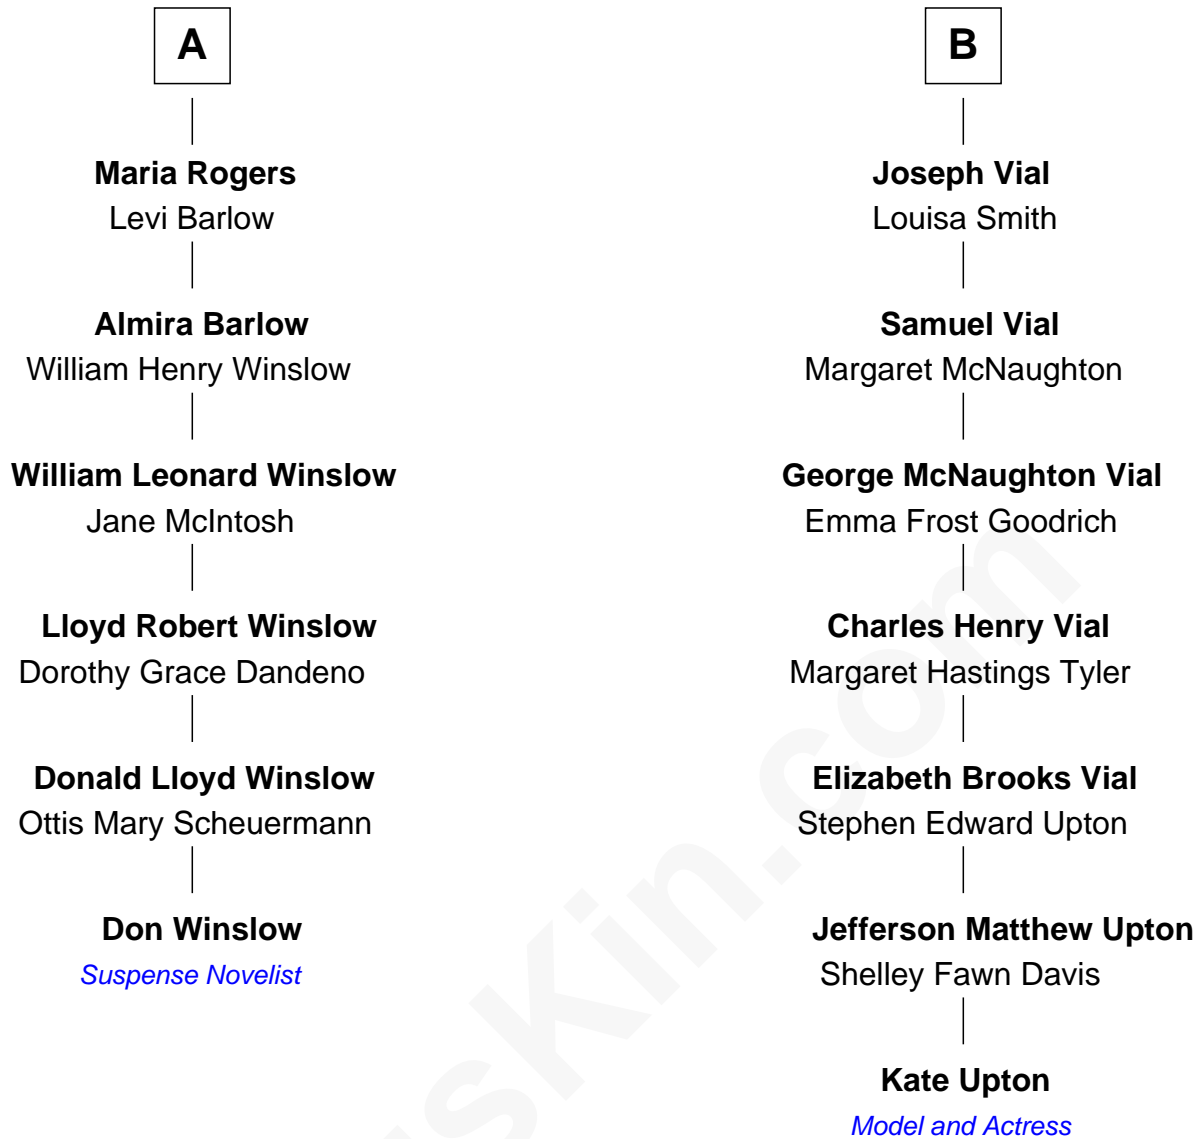 A
Maria Rogers
Levi Barlow
Almira Barlow
William Henry Winslow
William Leonard Winslow
Jane McIntosh
Lloyd Robert Winslow
Dorothy Grace Dandeno
Donald Lloyd Winslow
Ottis Mary Scheuermann
Don Winslow
Suspense Novelist
B
Joseph Vial
Louisa Smith
Samuel Vial
Margaret McNaughton
George McNaughton Vial
Emma Frost Goodrich
Charles Henry Vial
Margaret Hastings Tyler
Elizabeth Brooks Vial
Stephen Edward Upton
Jefferson Matthew Upton
Shelley Fawn Davis
Kate Upton
Model and Actress
sKin.com